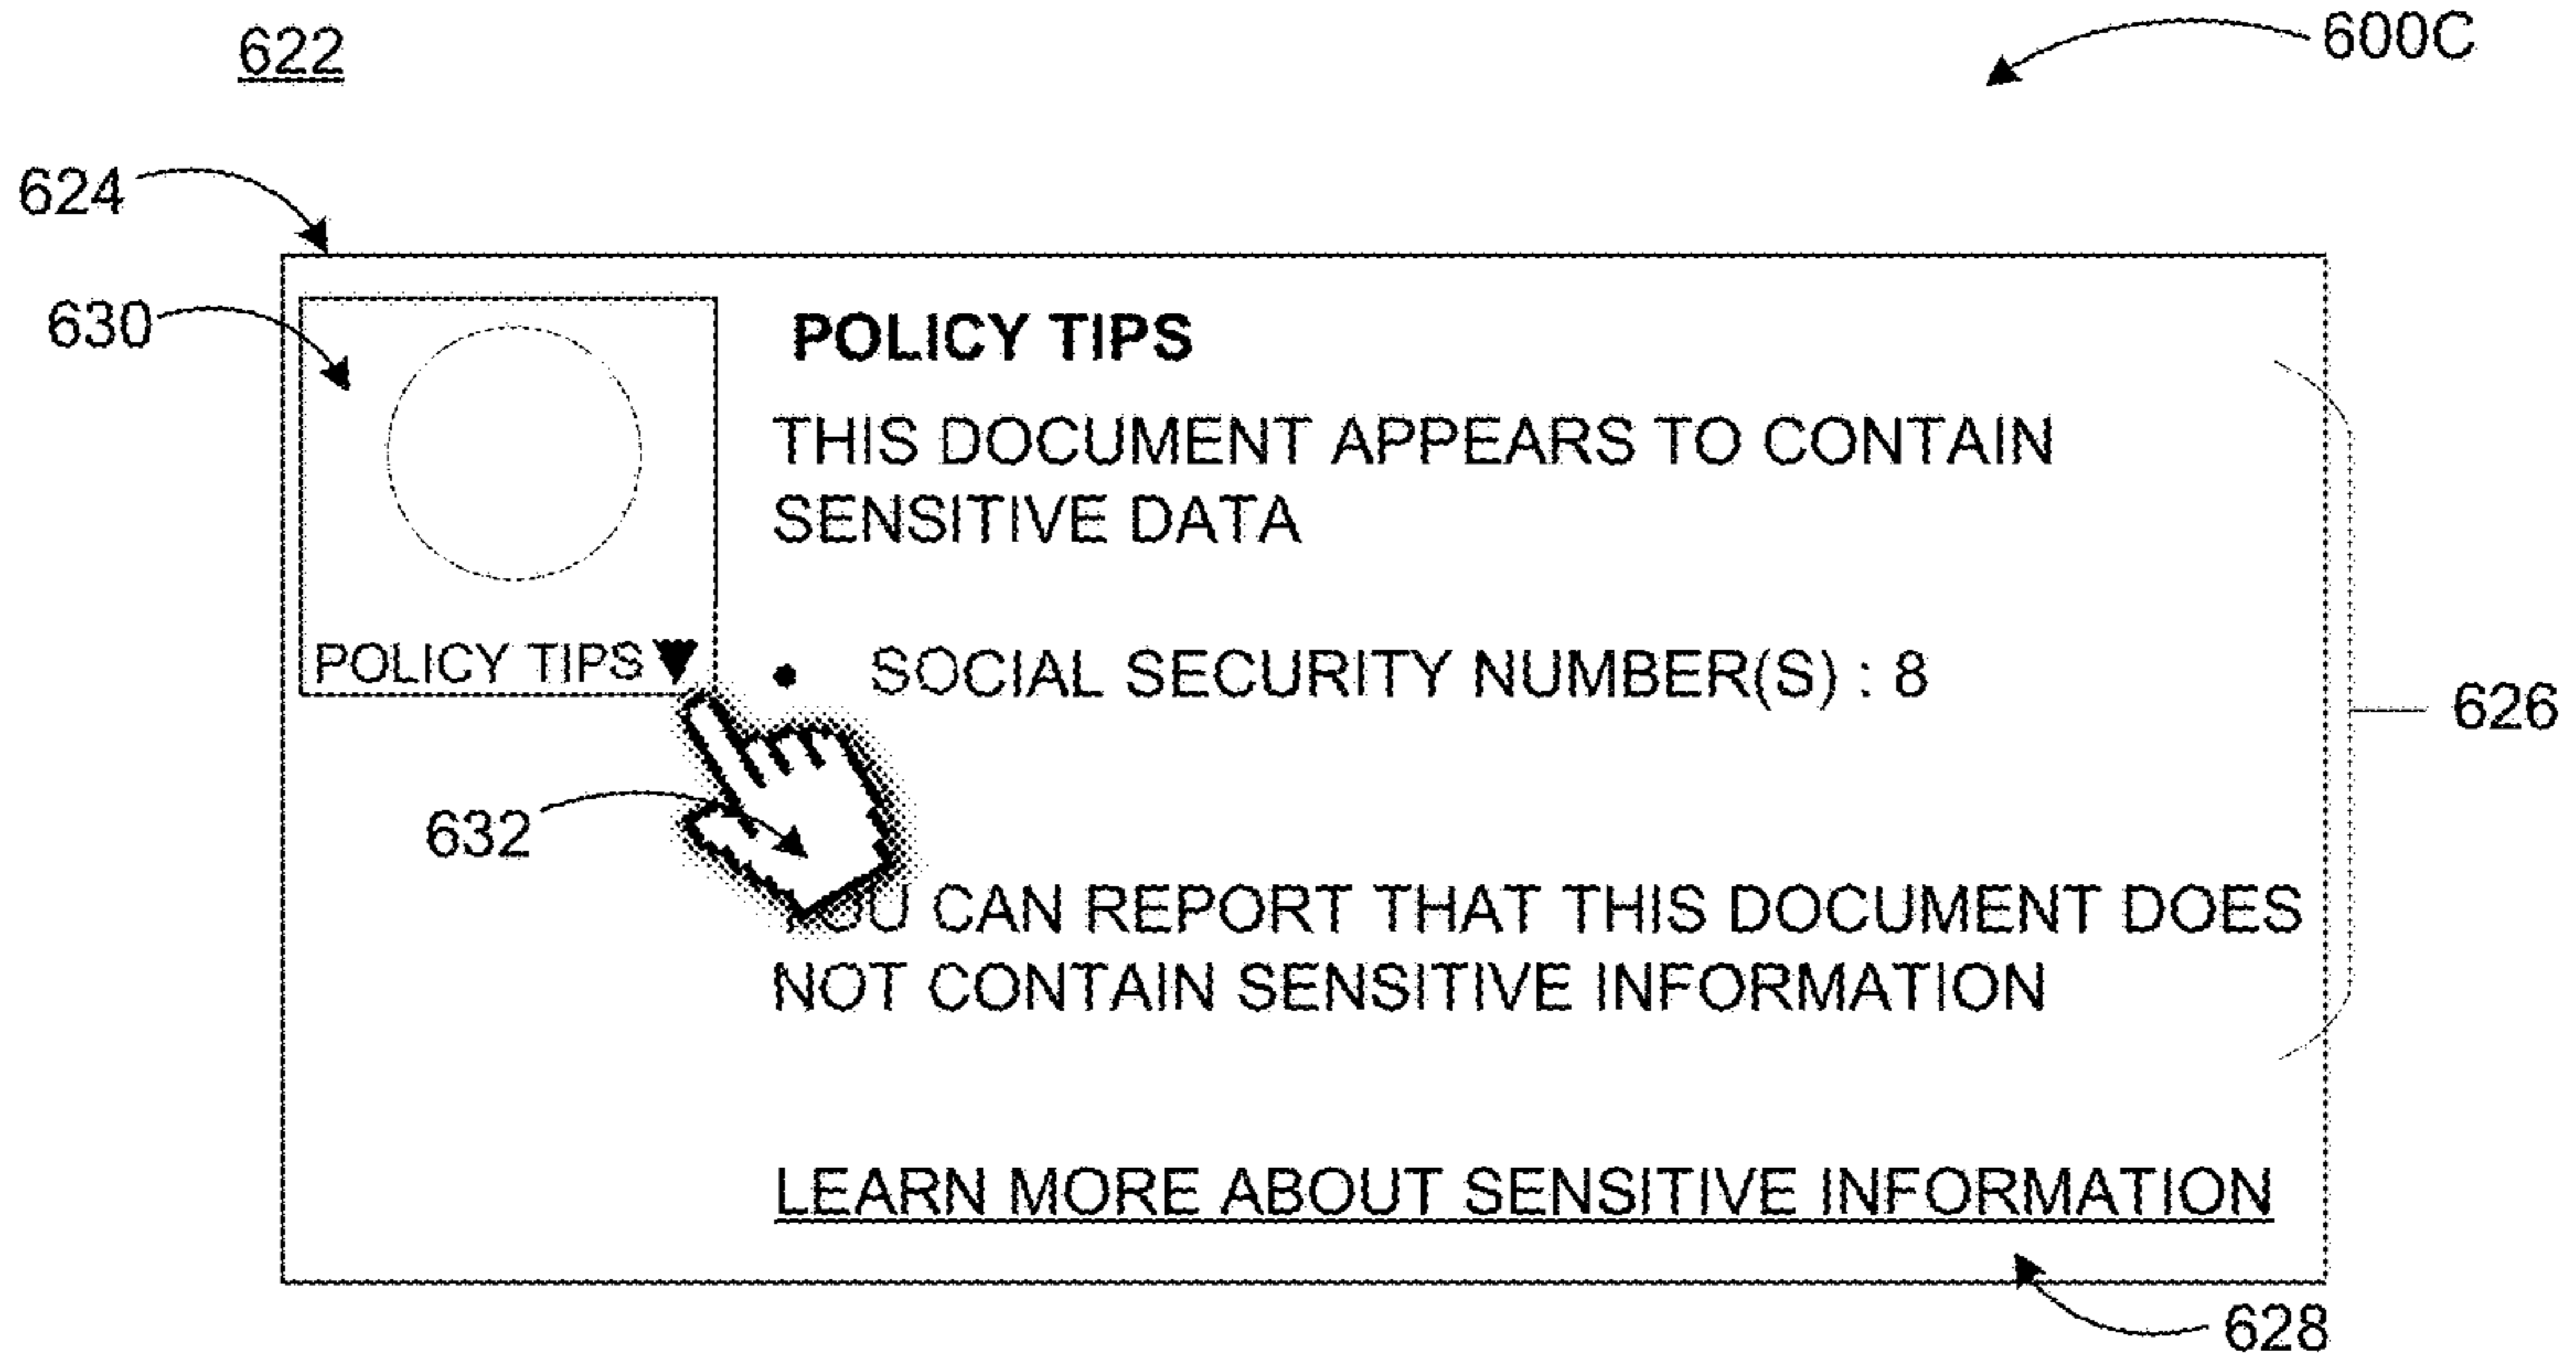 622
600C
624
630
POLICY TIPS
THIS DOCUMENT APPEARS TO CONTAIN
SENSITIVE DATA
POLICY TIPS
• SOCIAL SECURITY NUMBER(S) : 8
626
632
YOU CAN REPORT THAT THIS DOCUMENT DOES
NOT CONTAIN SENSITIVE INFORMATION
LEARN MORE ABOUT SENSITIVE INFORMATION
628